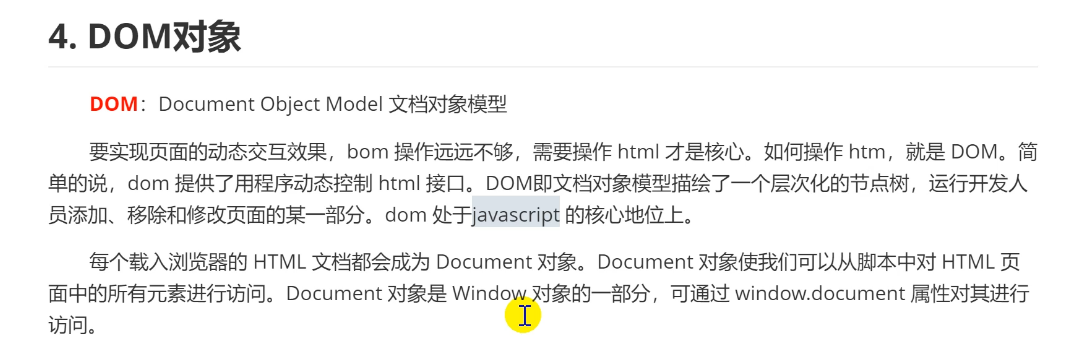 4. DOM对象
DOM：Document Object Model 文档对象模型
要实现页面的动态交互效果，bom 操作远远不够，需要操作 html 才是核心。如何操作 htm，就是 DOM。简
单的说，dom 提供了用程序动态控制 html 接口。DOM即文档对象模型描绘了一个层次化的节点树，运行开发人
员添加、移除和修改页面的某一部分。dom 处于javascript 的核心地位上。
每个载入浏览器的 HTML 文档都会成为 Document 对象。Document 对象使我们可以从脚本中对 HTML 页
面中的所有元素进行访问。Document 对象是 Window 对象的一部分，可通过 window.document 属性对其进行
访问。